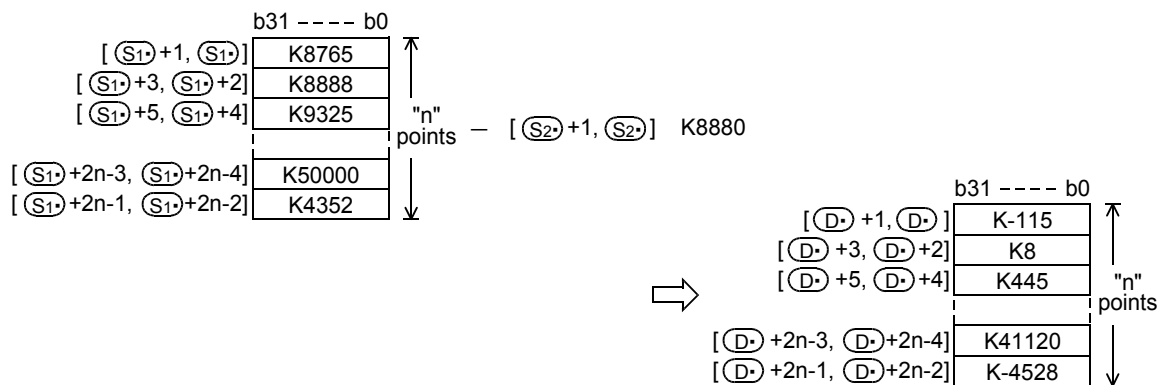 b31 ---- b0
[ S1• +1, S1• ] K8765
[ S1• +3, S1• +2] K8888
[ S1• +5, S1• +4] K9325
"n"
points
− [ S2• +1, S2• ] K8880
[ S1• +2n-3, S1• +2n-4] K50000
[ S1• +2n-1, S1• +2n-2] K4352
b31 ---- b0
[ D• +1, D• ] K-115
[ D• +3, D• +2] K8
[ D• +5, D• +4] K445
"n"
points
[ D• +2n-3, D• +2n-4] K41120
[ D• +2n-1, D• +2n-2] K-4528